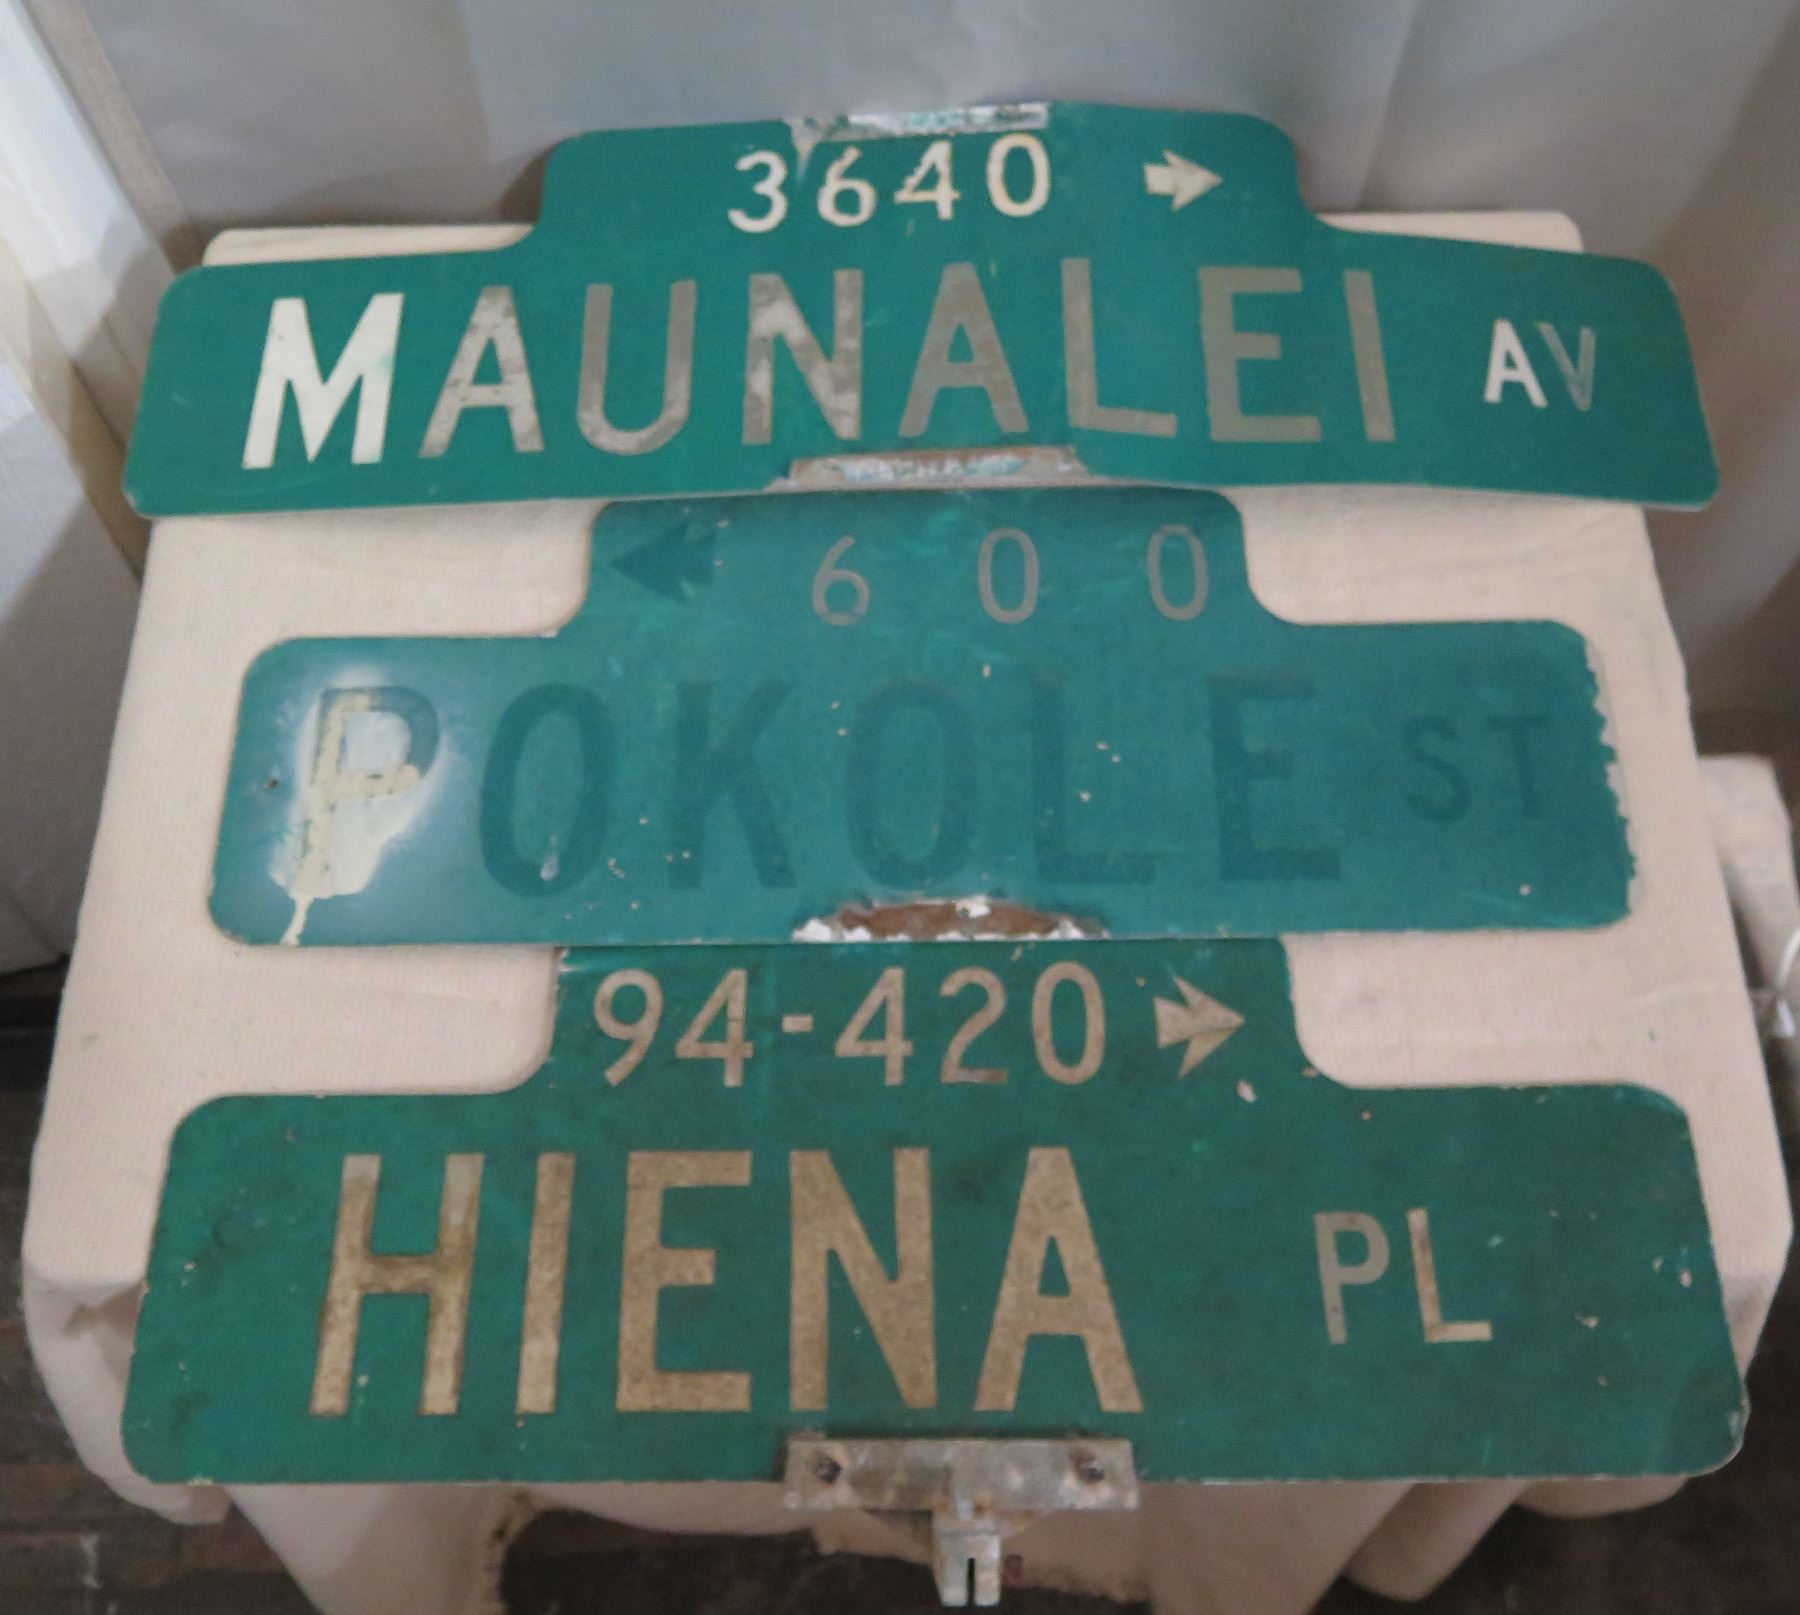 3640 →
MAUNALEI AV
← 600
POKOLE ST
94-420 →
HIENA PL